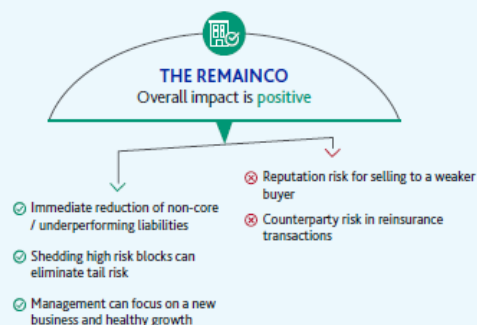 THE REMAINCO
Overall impact is positive
Immediate reduction of non-core
/ underperforming liabilities
Shedding high risk blocks can
eliminate tail risk
Management can focus on a new
business and healthy growth
Reputation risk for selling to a weaker
buyer
Counterparty risk in reinsurance
transactions